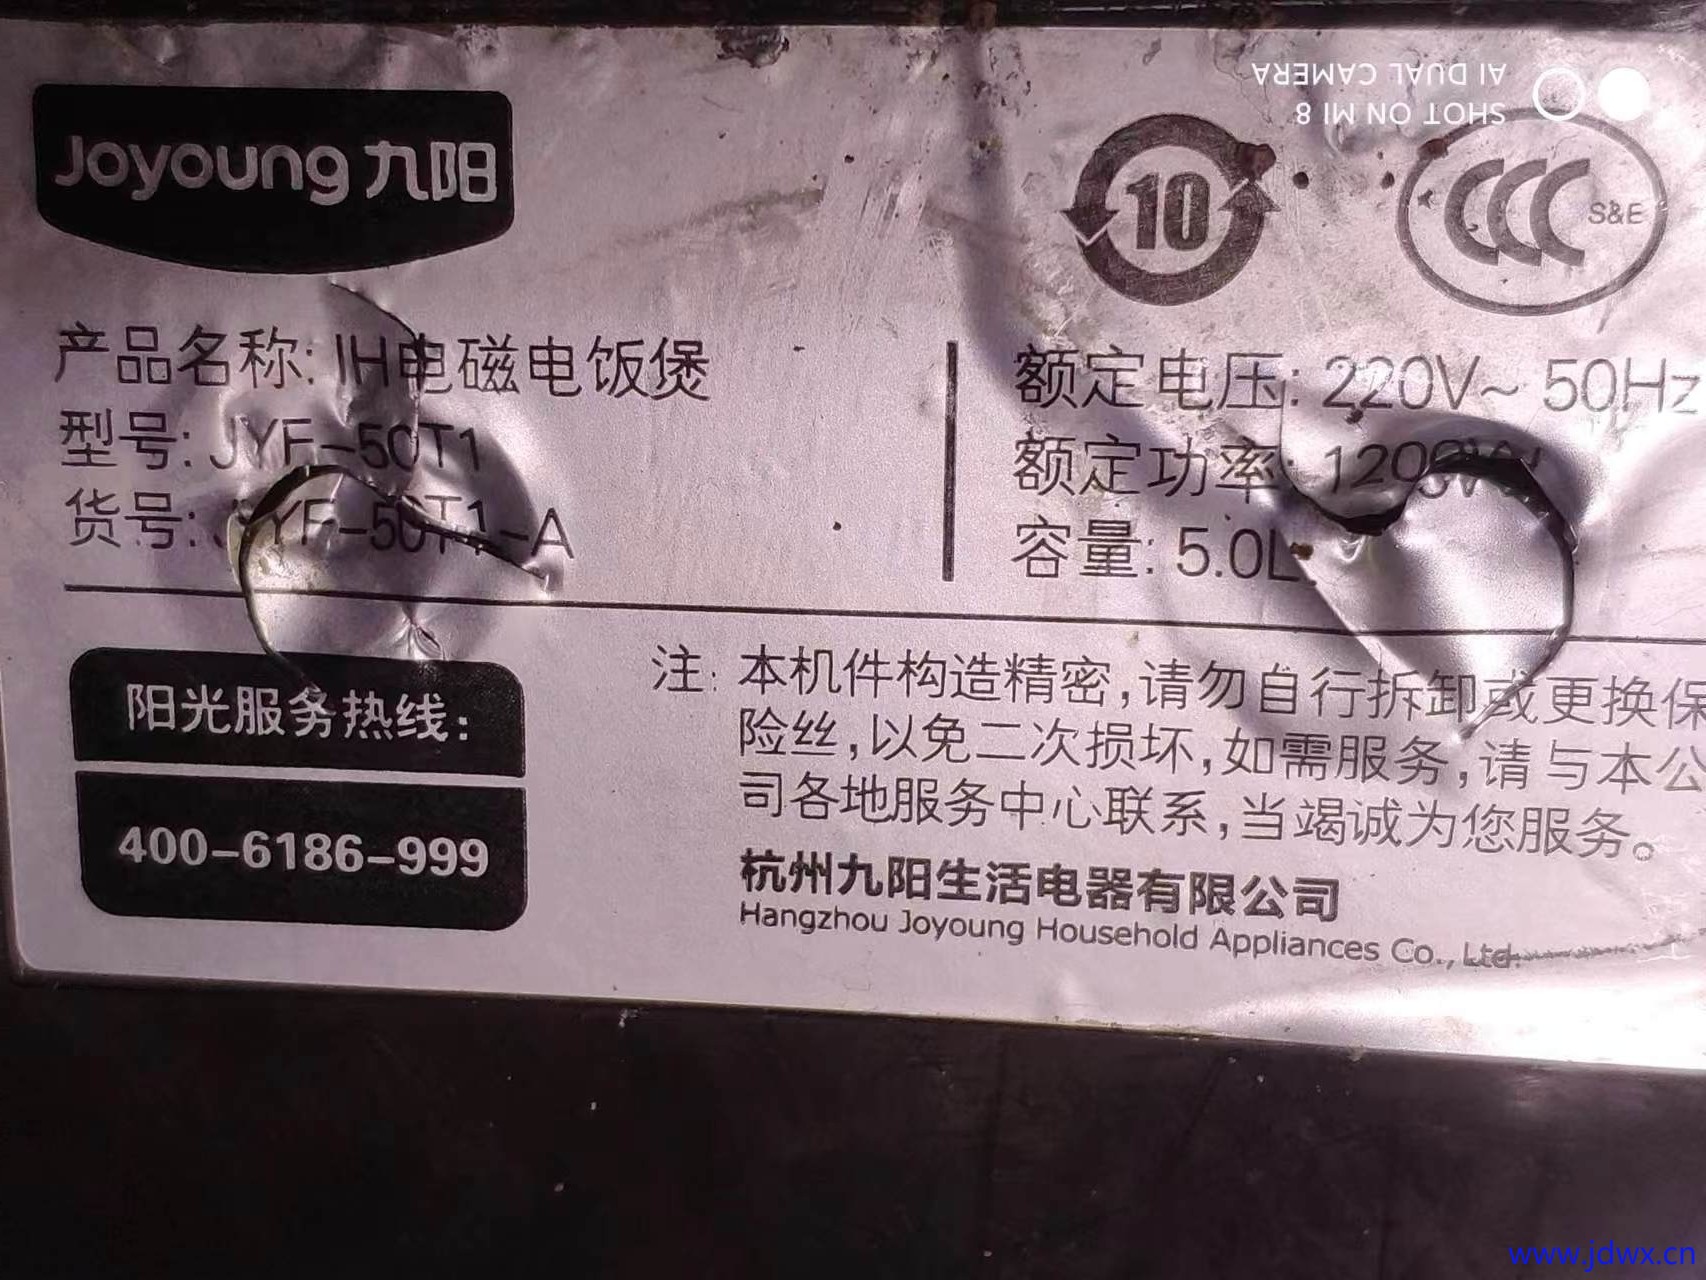 SHOT ON MI 8
AI DUAL CAMERA
Joyoung 九阳
10
CCC S&E
产品名称: IH电磁电饭煲
型号: JYF-50T1
货号: JYF-50T1-A
额定电压: 220V~ 50Hz
额定功率: 1200W
容量: 5.0L
阳光服务热线:
400-6186-999
注: 本机件构造精密,请勿自行拆卸或更换保
险丝,以免二次损坏,如需服务,请与本公
司各地服务中心联系,当竭诚为您服务。
杭州九阳生活电器有限公司
Hangzhou Joyoung Household Appliances Co., Ltd.
www.jdwx.cn